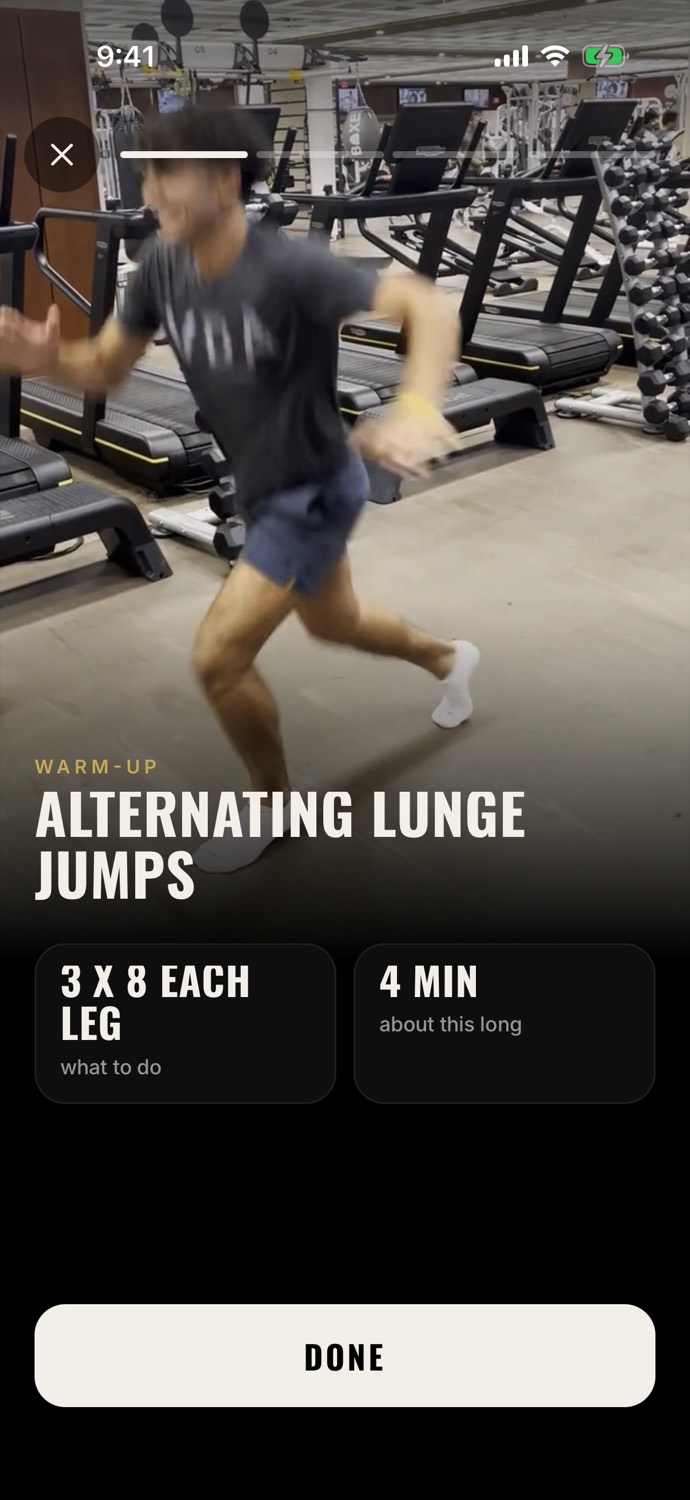 9:41
WARM-UP
ALTERNATING LUNGE
JUMPS
3 X 8 EACH
LEG
what to do
4 MIN
about this long
DONE